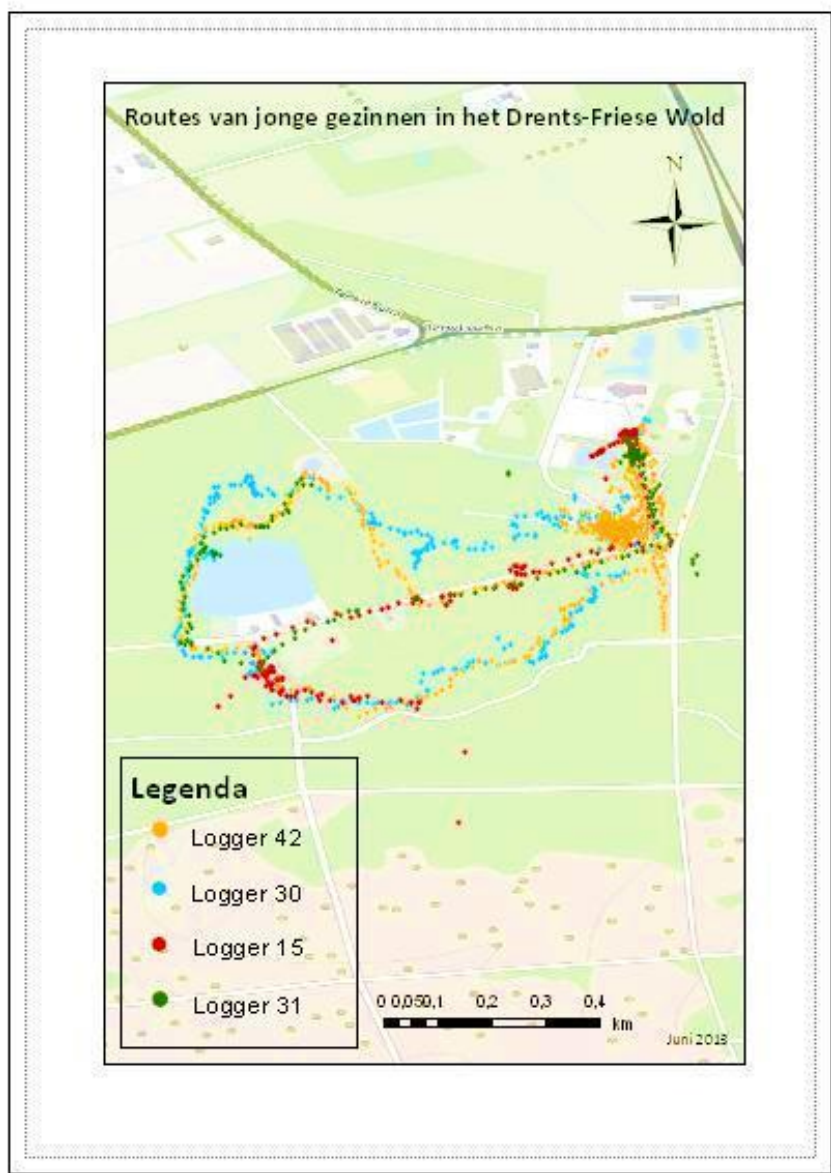 Routes van jonge gezinnen in het Drents-Friese Wold
N
Legenda
Logger 42
Logger 30
Logger 15
Logger 31
0 0,050,1 0,2 0,3 0,4
km
Juni 2013